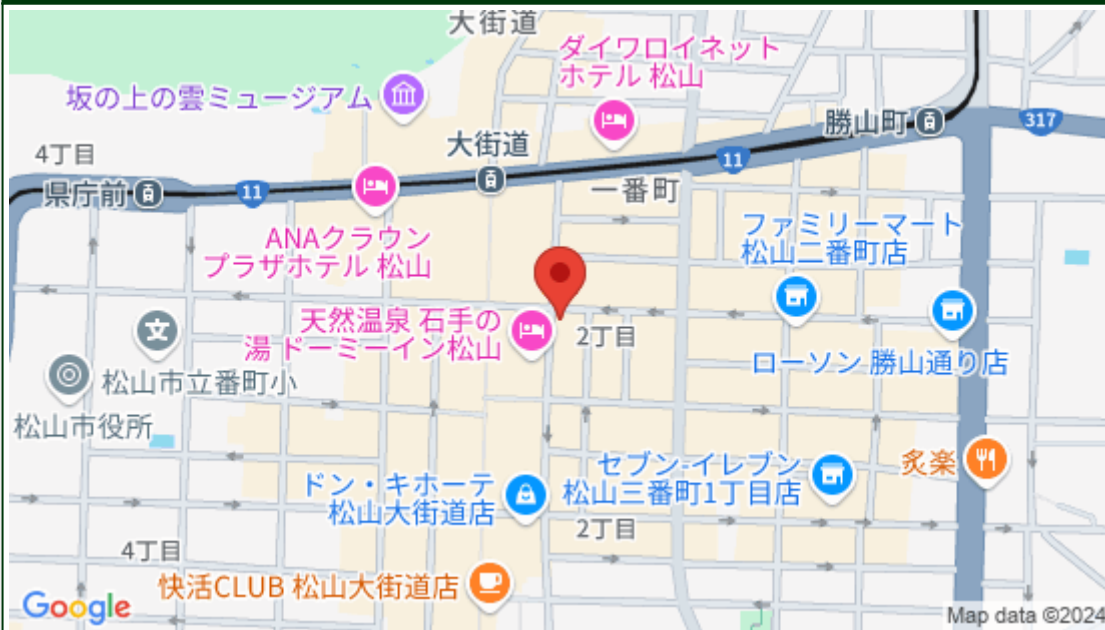 大街道
ダイワロイネット
ホテル 松山
坂の上の雲ミュージアム
勝山町
317
大街道
4丁目
11
県庁前
11
一番町
ANAクラウン
プラザホテル 松山
ファミリーマート
松山二番町店
天然温泉 石手の
湯 ドーミーイン松山
2丁目
ローソン 勝山通り店
松山市立番町小
松山市役所
炙楽
セブン-イレブン
松山三番町1丁目店
ドン・キホーテ
松山大街道店
2丁目
4丁目
快活CLUB 松山大街道店
Google
Map data ©2024